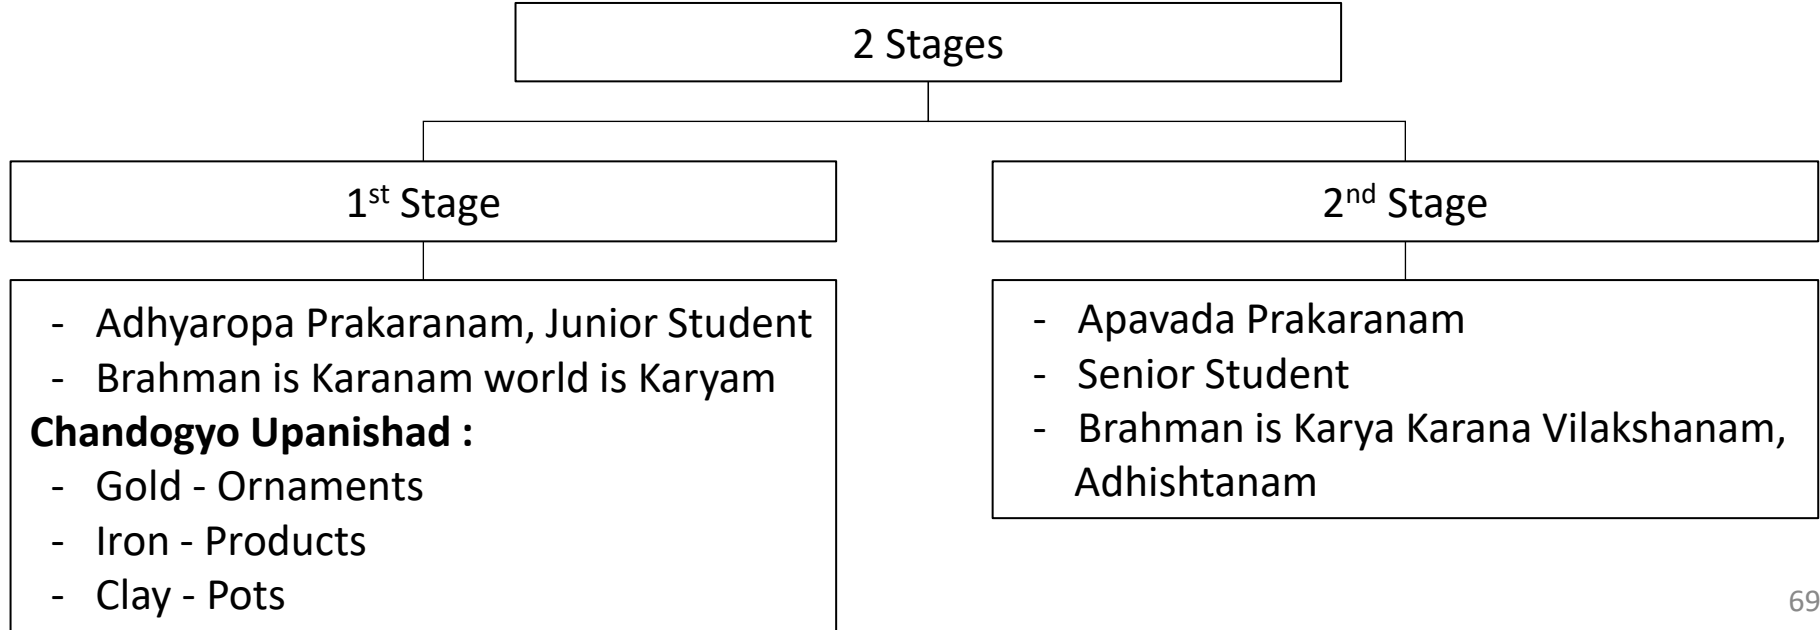 2 Stages
1st Stage
- Adhyaropa Prakaranam, Junior Student
- Brahman is Karanam world is Karyam
Chandogyo Upanishad :
- Gold - Ornaments
- Iron - Products
- Clay - Pots
2nd Stage
- Apavada Prakaranam
- Senior Student
- Brahman is Karya Karana Vilakshanam,
Adhishtanam
69